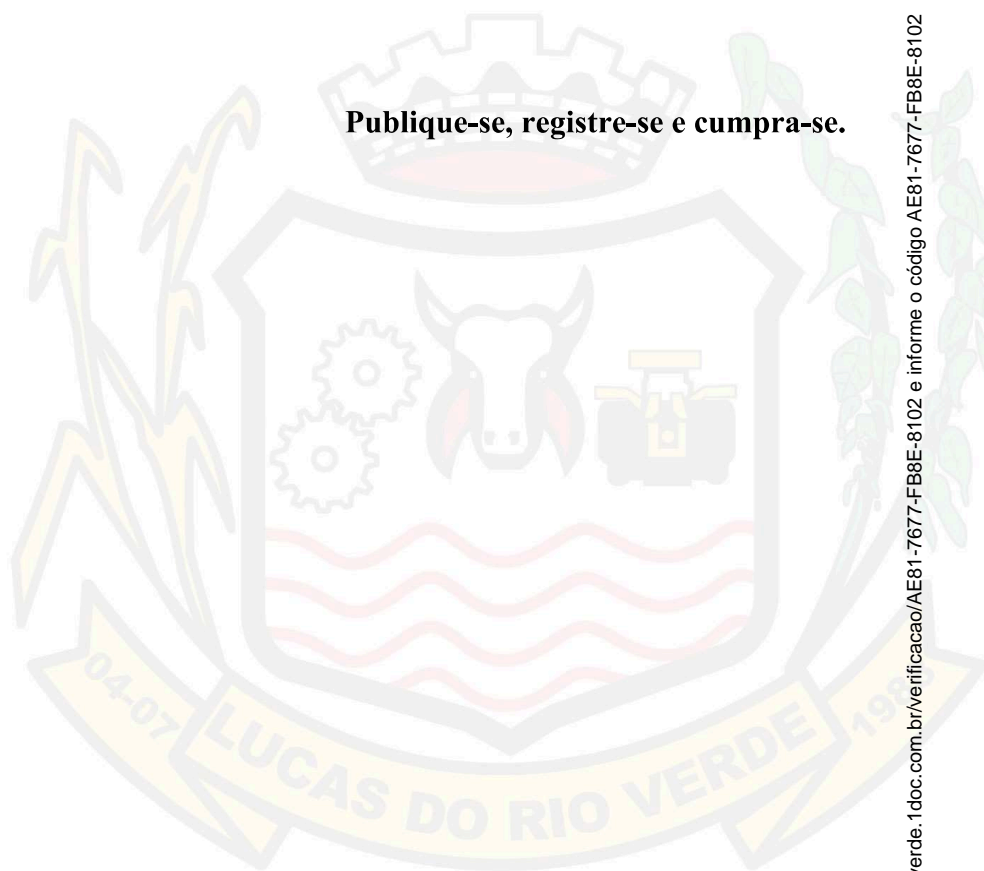 Publique-se, registre-se e cumpra-se.
verde.1doc.com.br/verificacao/AE81-7677-FB8E-8102 e informe o código AE81-7677-FB8E-8102
04-07
LUCAS DO RIO VERDE